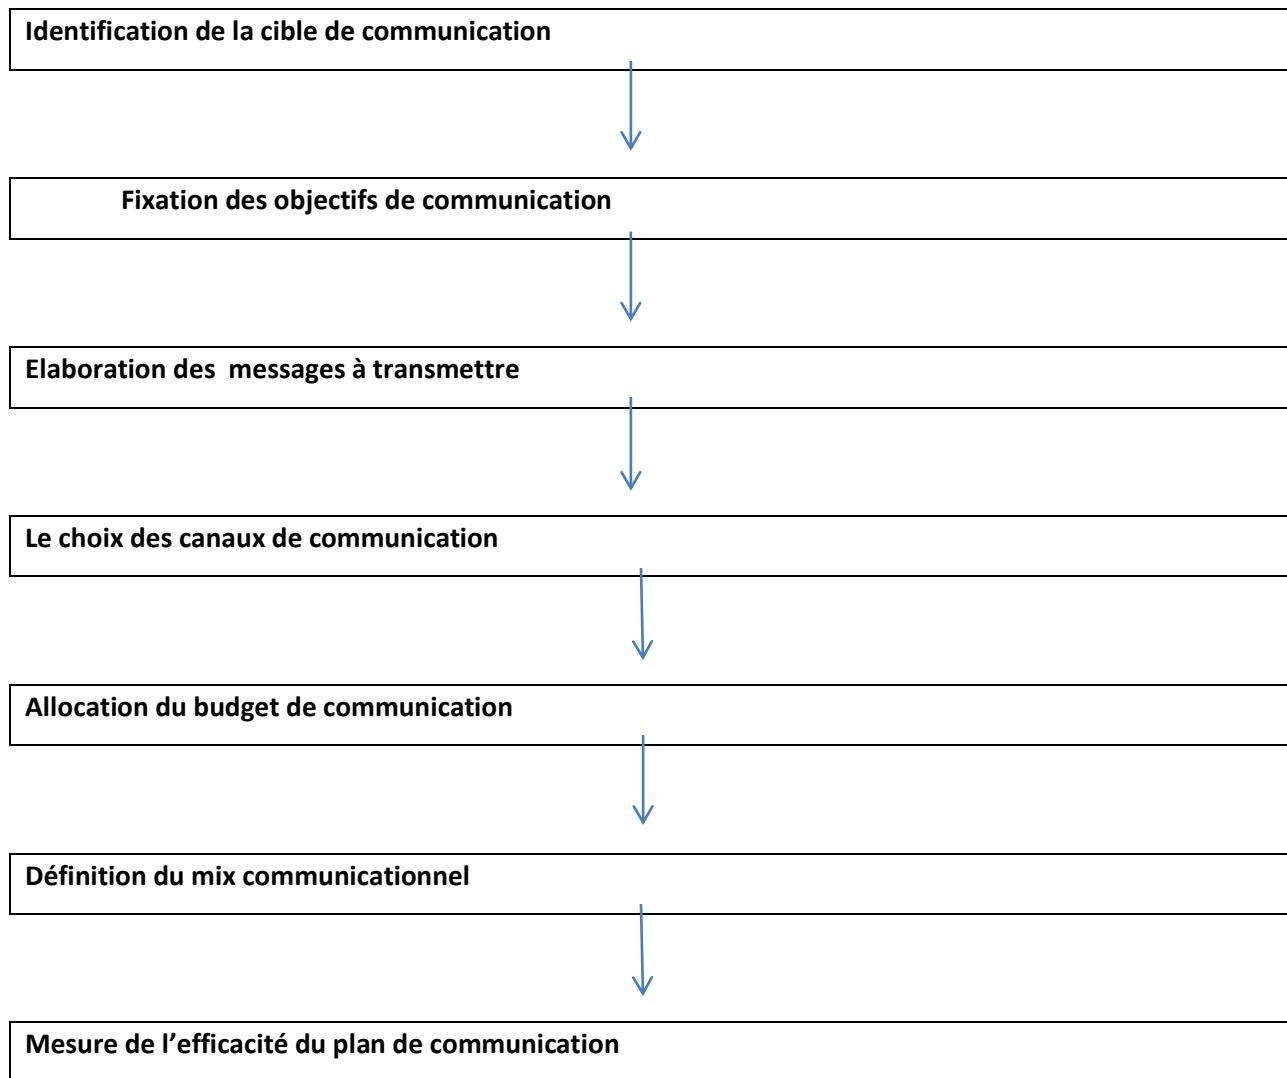 Identification de la cible de communication
Fixation des objectifs de communication
Elaboration des  messages à transmettre
Le choix des canaux de communication
Allocation du budget de communication
Définition du mix communicationnel
Mesure de l’efficacité du plan de communication